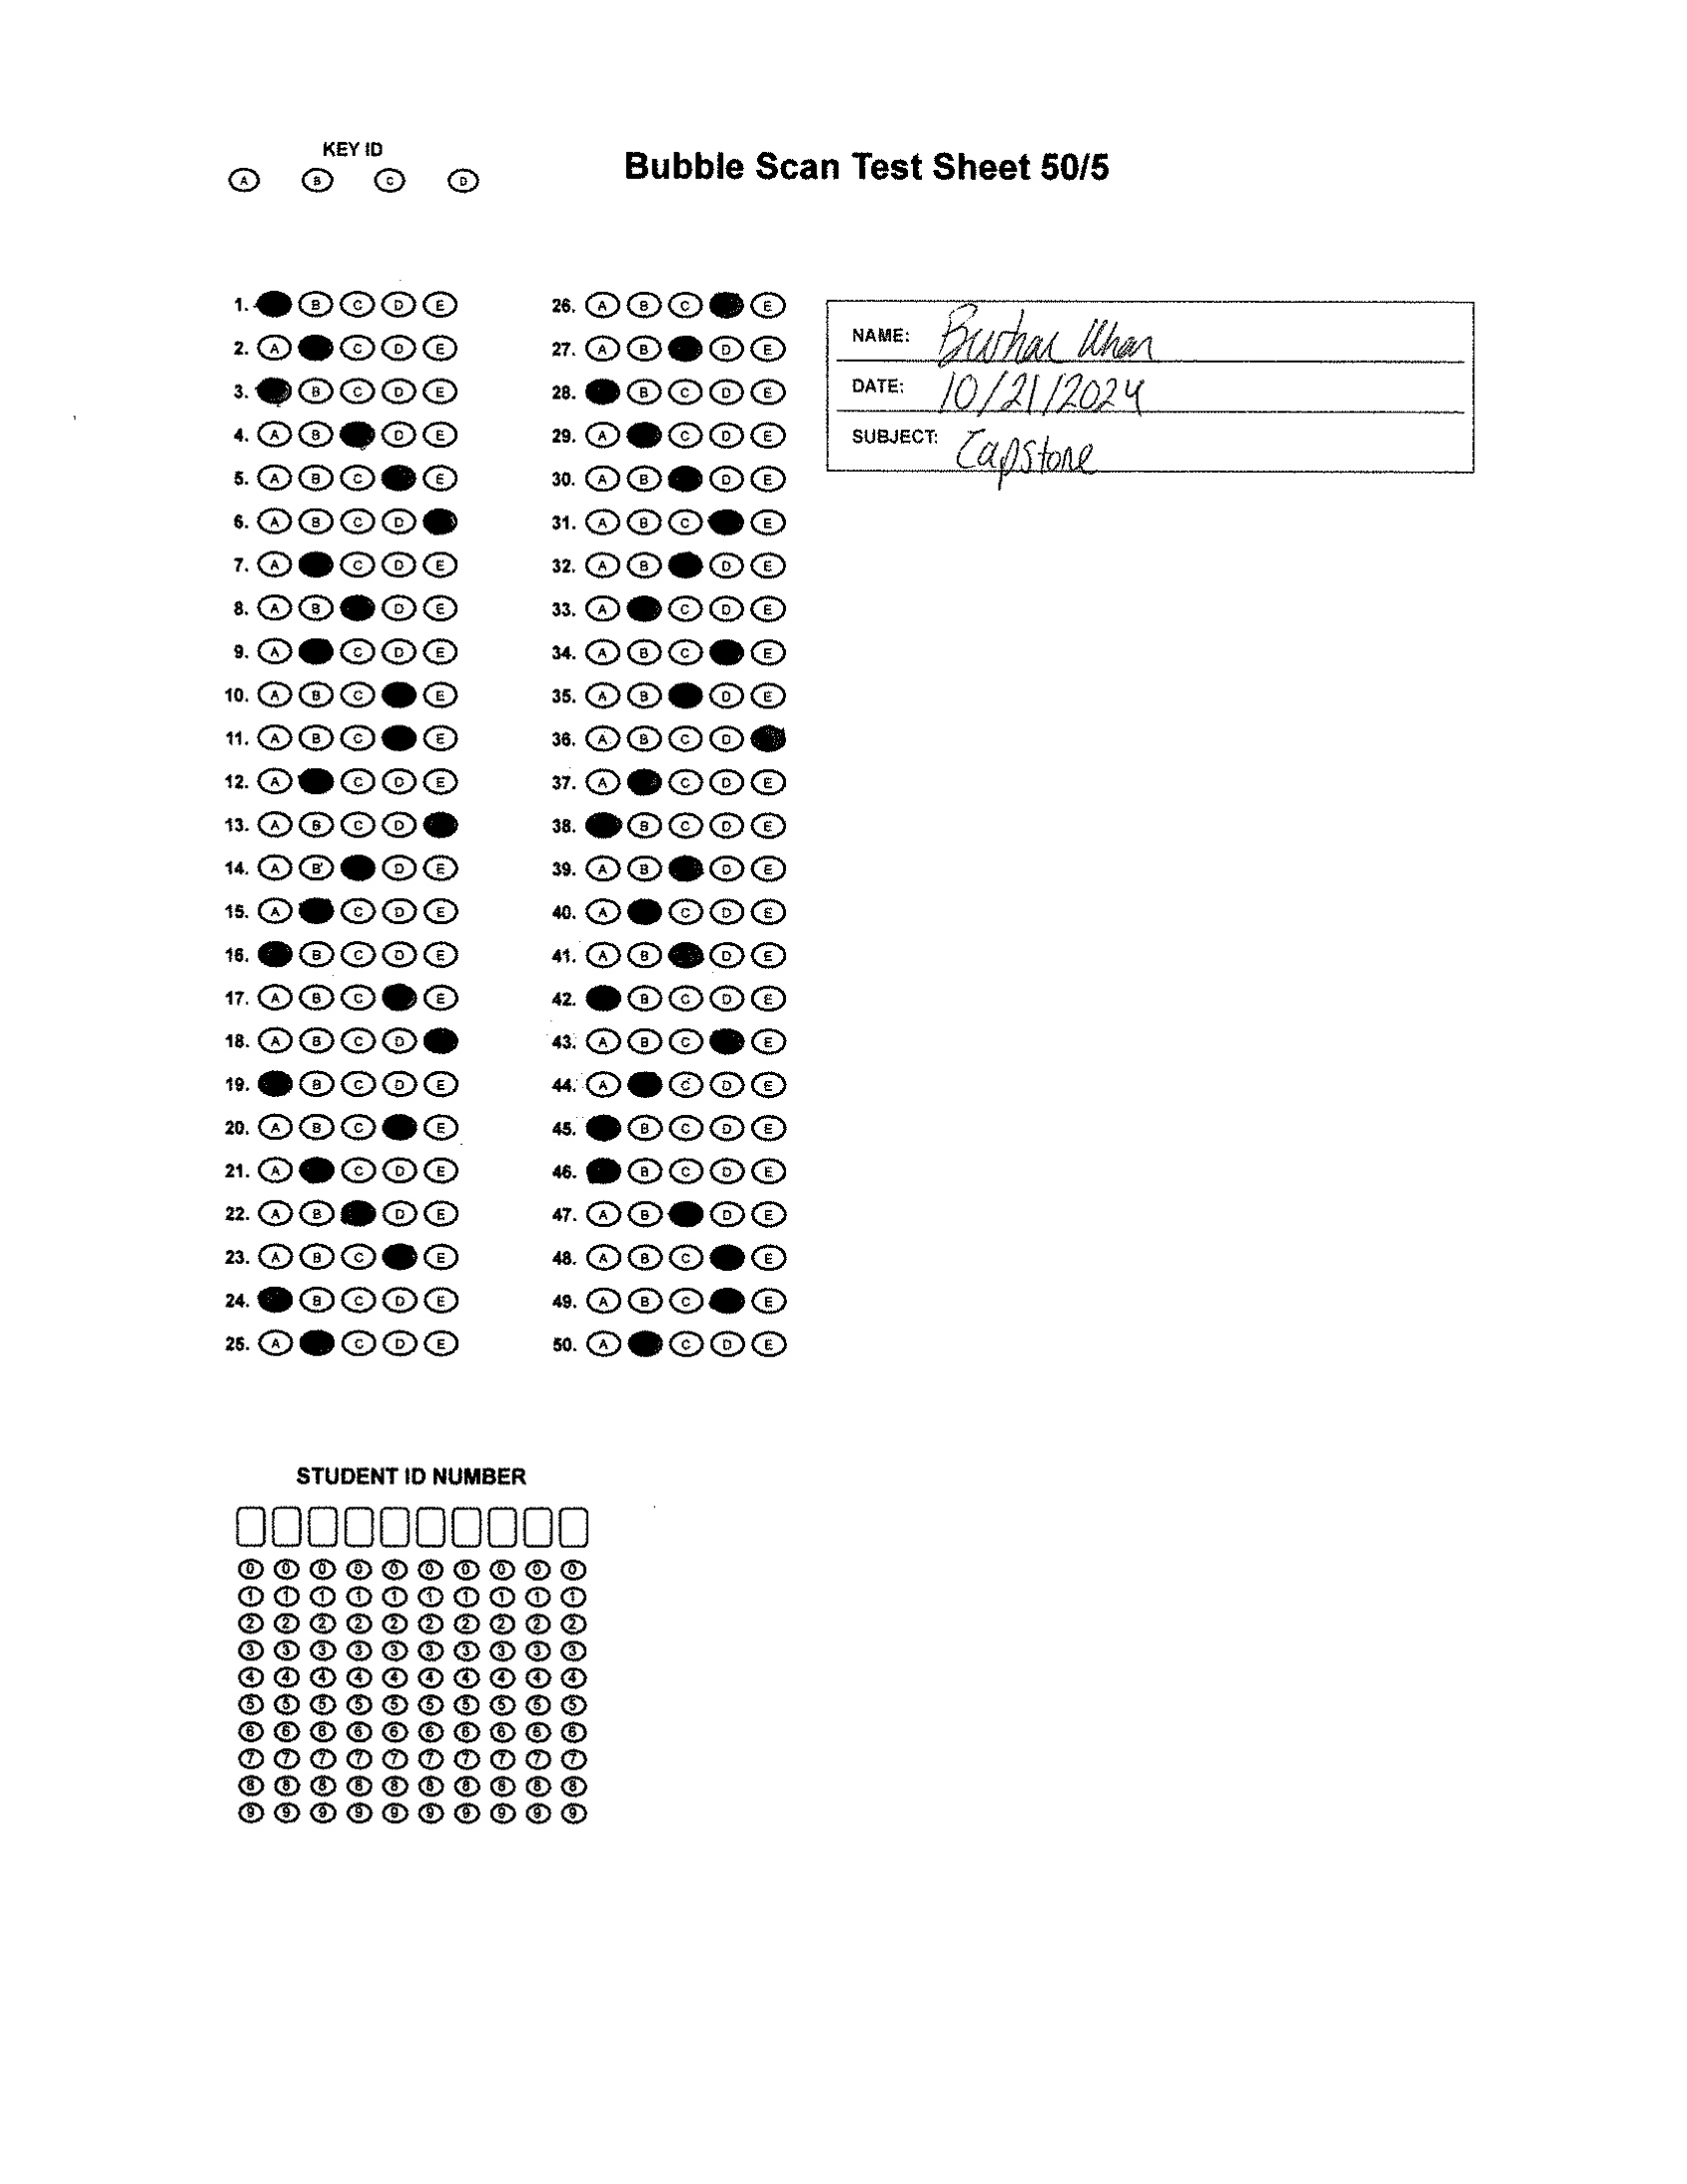 KEY ID
A B C D
Bubble Scan Test Sheet 50/5
NAME: Burhan Khan
DATE: 10/21/2024
SUBJECT: Capstone
1. B C D E
2. A C D E
3. B C D E
4. A B D E
5. A B C E
6. A B C D
7. A C D E
8. A B D E
9. A C D E
10. A B C E
11. A B C E
12. A C D E
13. A B C D
14. A B D E
15. A C D E
16. B C D E
17. A B C E
18. A B C D
19. B C D E
20. A B C E
21. A C D E
22. A B D E
23. A B C E
24. B C D E
25. A C D E
26. A B C E
27. A B D E
28. B C D E
29. A C D E
30. A B D E
31. A B C E
32. A B D E
33. A C D E
34. A B C E
35. A B D E
36. A B C D
37. A C D E
38. B C D E
39. A B D E
40. A C D E
41. A B D E
42. B C D E
43. A B C E
44. A C D E
45. B C D E
46. B C D E
47. A B D E
48. A B C E
49. A B C E
50. A C D E
STUDENT ID NUMBER
0 0 0 0 0 0 0 0 0 0
1 1 1 1 1 1 1 1 1 1
2 2 2 2 2 2 2 2 2 2
3 3 3 3 3 3 3 3 3 3
4 4 4 4 4 4 4 4 4 4
5 5 5 5 5 5 5 5 5 5
6 6 6 6 6 6 6 6 6 6
7 7 7 7 7 7 7 7 7 7
8 8 8 8 8 8 8 8 8 8
9 9 9 9 9 9 9 9 9 9